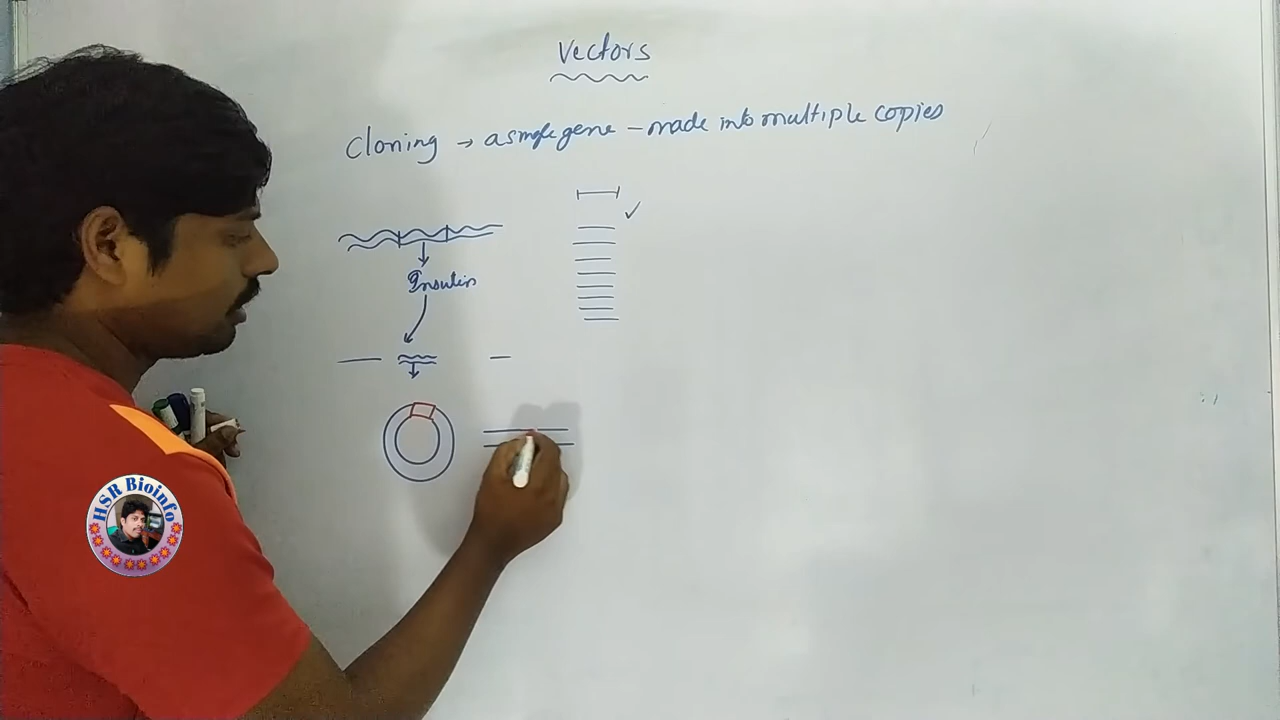 Vectors
cloning → a single gene - made into multiple copies
Insulin
HSR Bioinfo